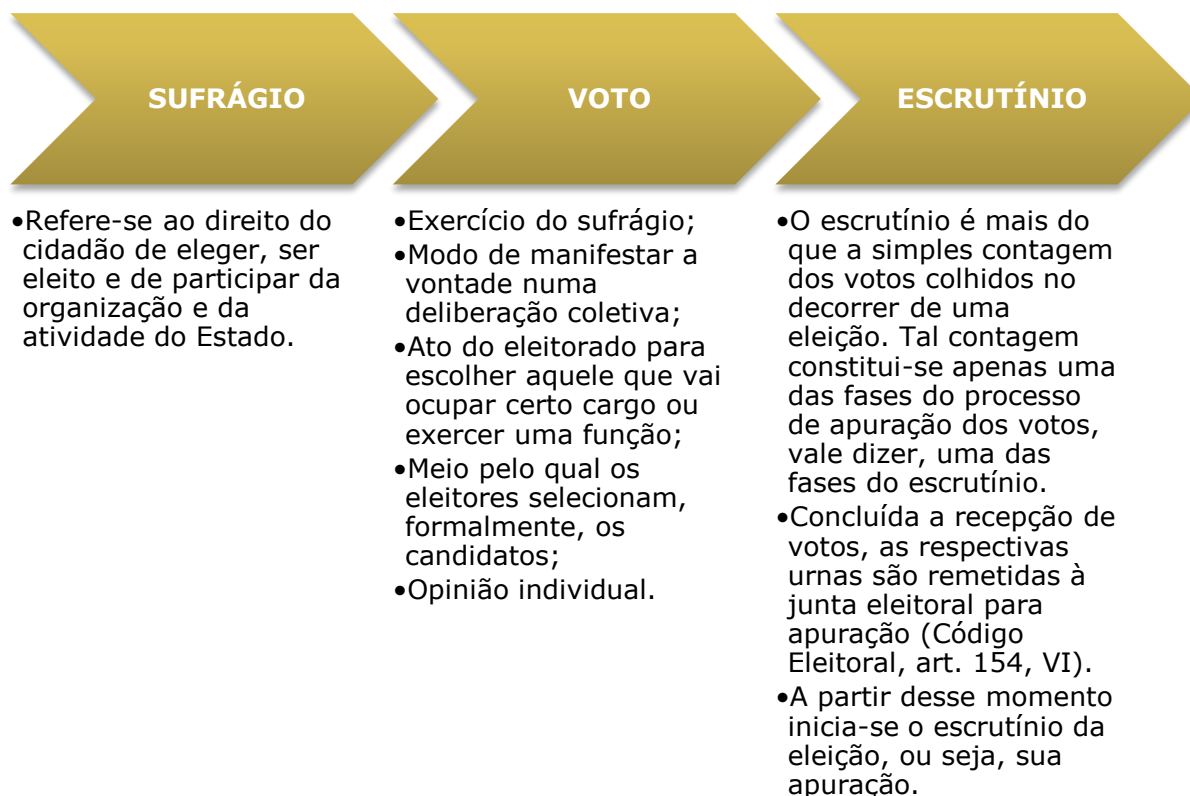 SUFRÁGIO
VOTO
ESCRUTÍNIO
•Refere-se ao direito do
cidadão de eleger, ser
eleito e de participar da
organização e da
atividade do Estado.
•Exercício do sufrágio;
•Modo de manifestar a
vontade numa
deliberação coletiva;
•Ato do eleitorado para
escolher aquele que vai
ocupar certo cargo ou
exercer uma função;
•Meio pelo qual os
eleitores selecionam,
formalmente, os
candidatos;
•Opinião individual.
•O escrutínio é mais do
que a simples contagem
dos votos colhidos no
decorrer de uma
eleição. Tal contagem
constitui-se apenas uma
das fases do processo
de apuração dos votos,
vale dizer, uma das
fases do escrutínio.
•Concluída a recepção de
votos, as respectivas
urnas são remetidas à
junta eleitoral para
apuração (Código
Eleitoral, art. 154, VI).
•A partir desse momento
inicia-se o escrutínio da
eleição, ou seja, sua
apuração.